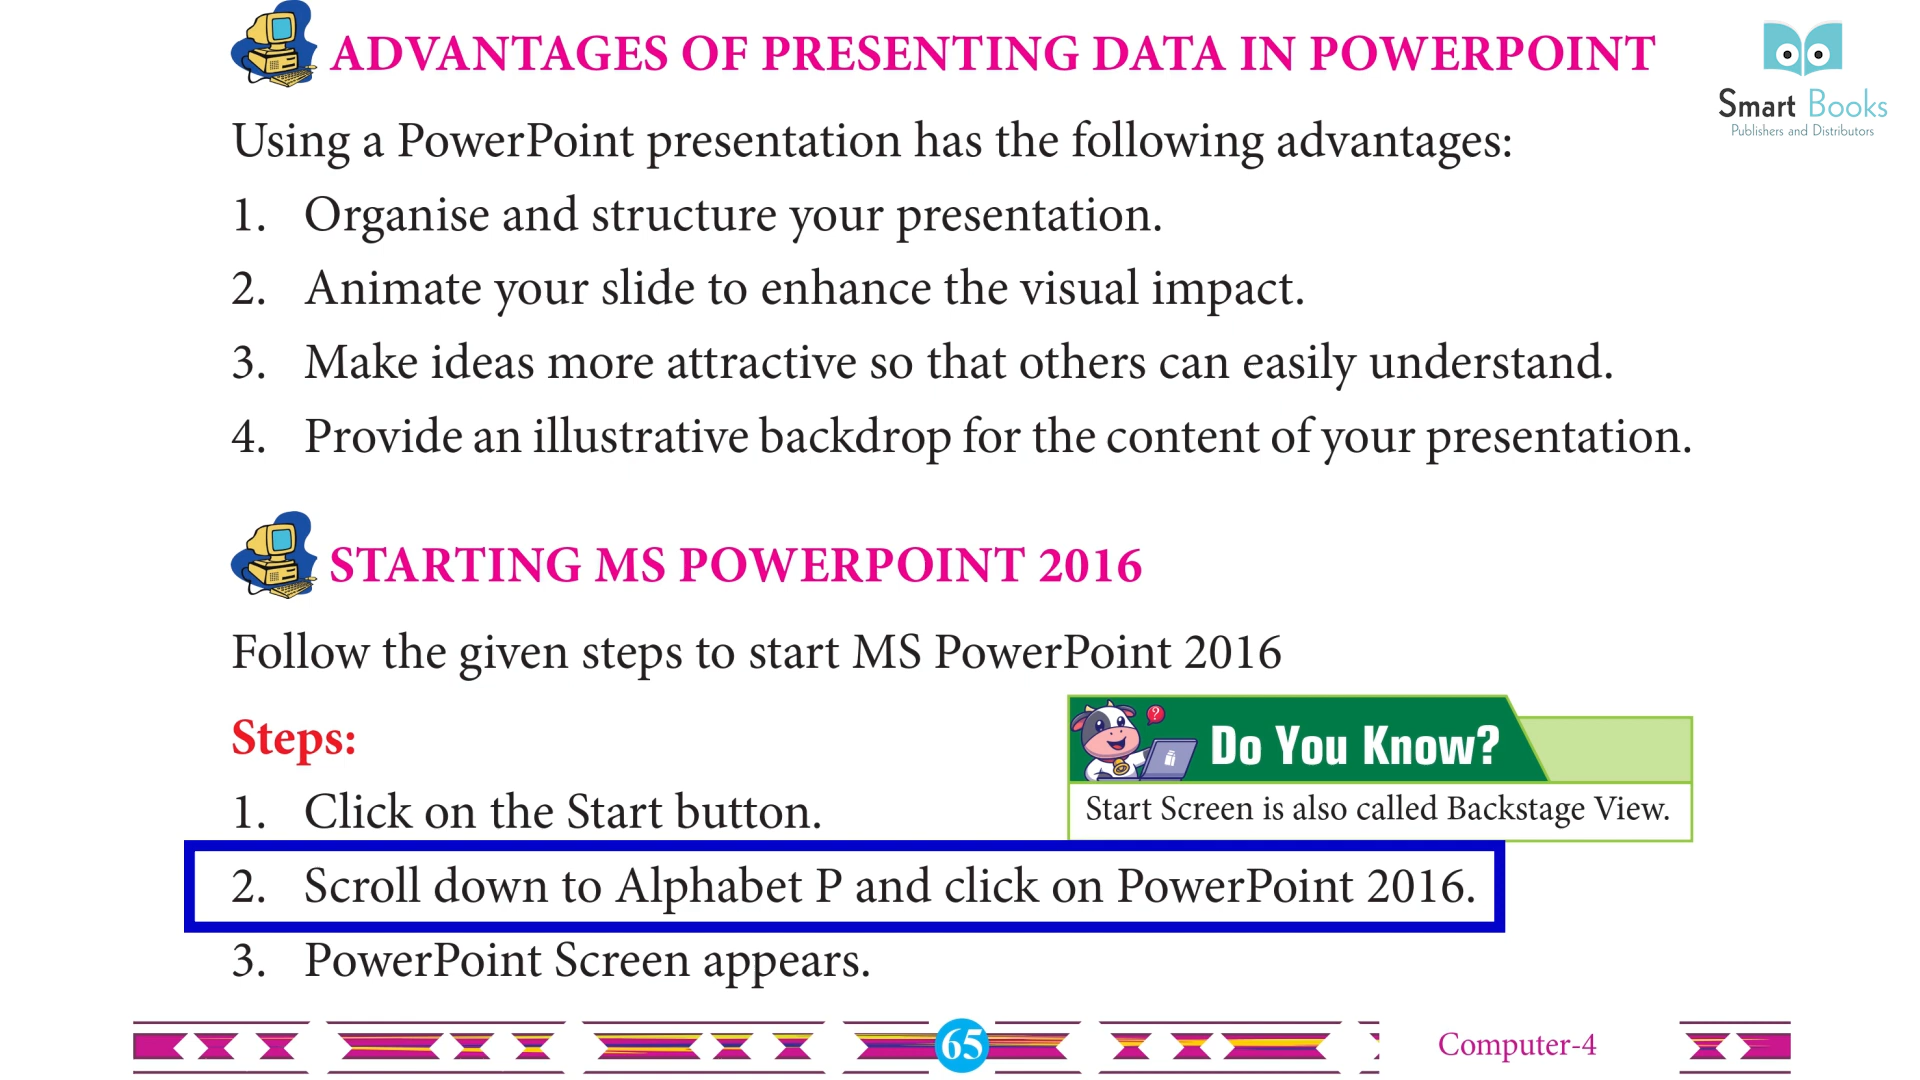 ADVANTAGES OF PRESENTING DATA IN POWERPOINT
Smart Books
Publishers and Distributors
Using a PowerPoint presentation has the following advantages:
1. Organise and structure your presentation.
2. Animate your slide to enhance the visual impact.
3. Make ideas more attractive so that others can easily understand.
4. Provide an illustrative backdrop for the content of your presentation.
STARTING MS POWERPOINT 2016
Follow the given steps to start MS PowerPoint 2016
Steps:
?
Do You Know?
Start Screen is also called Backstage View.
1. Click on the Start button.
2. Scroll down to Alphabet P and click on PowerPoint 2016.
3. PowerPoint Screen appears.
65
Computer-4